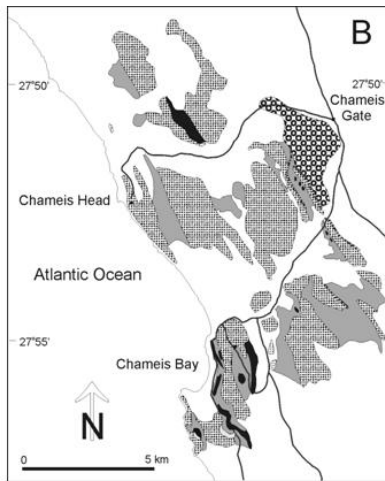 B
27°50'
27°50'
Chameis
Gate
Chameis Head
Atlantic Ocean
27°55'
Chameis Bay
N
0
5 km